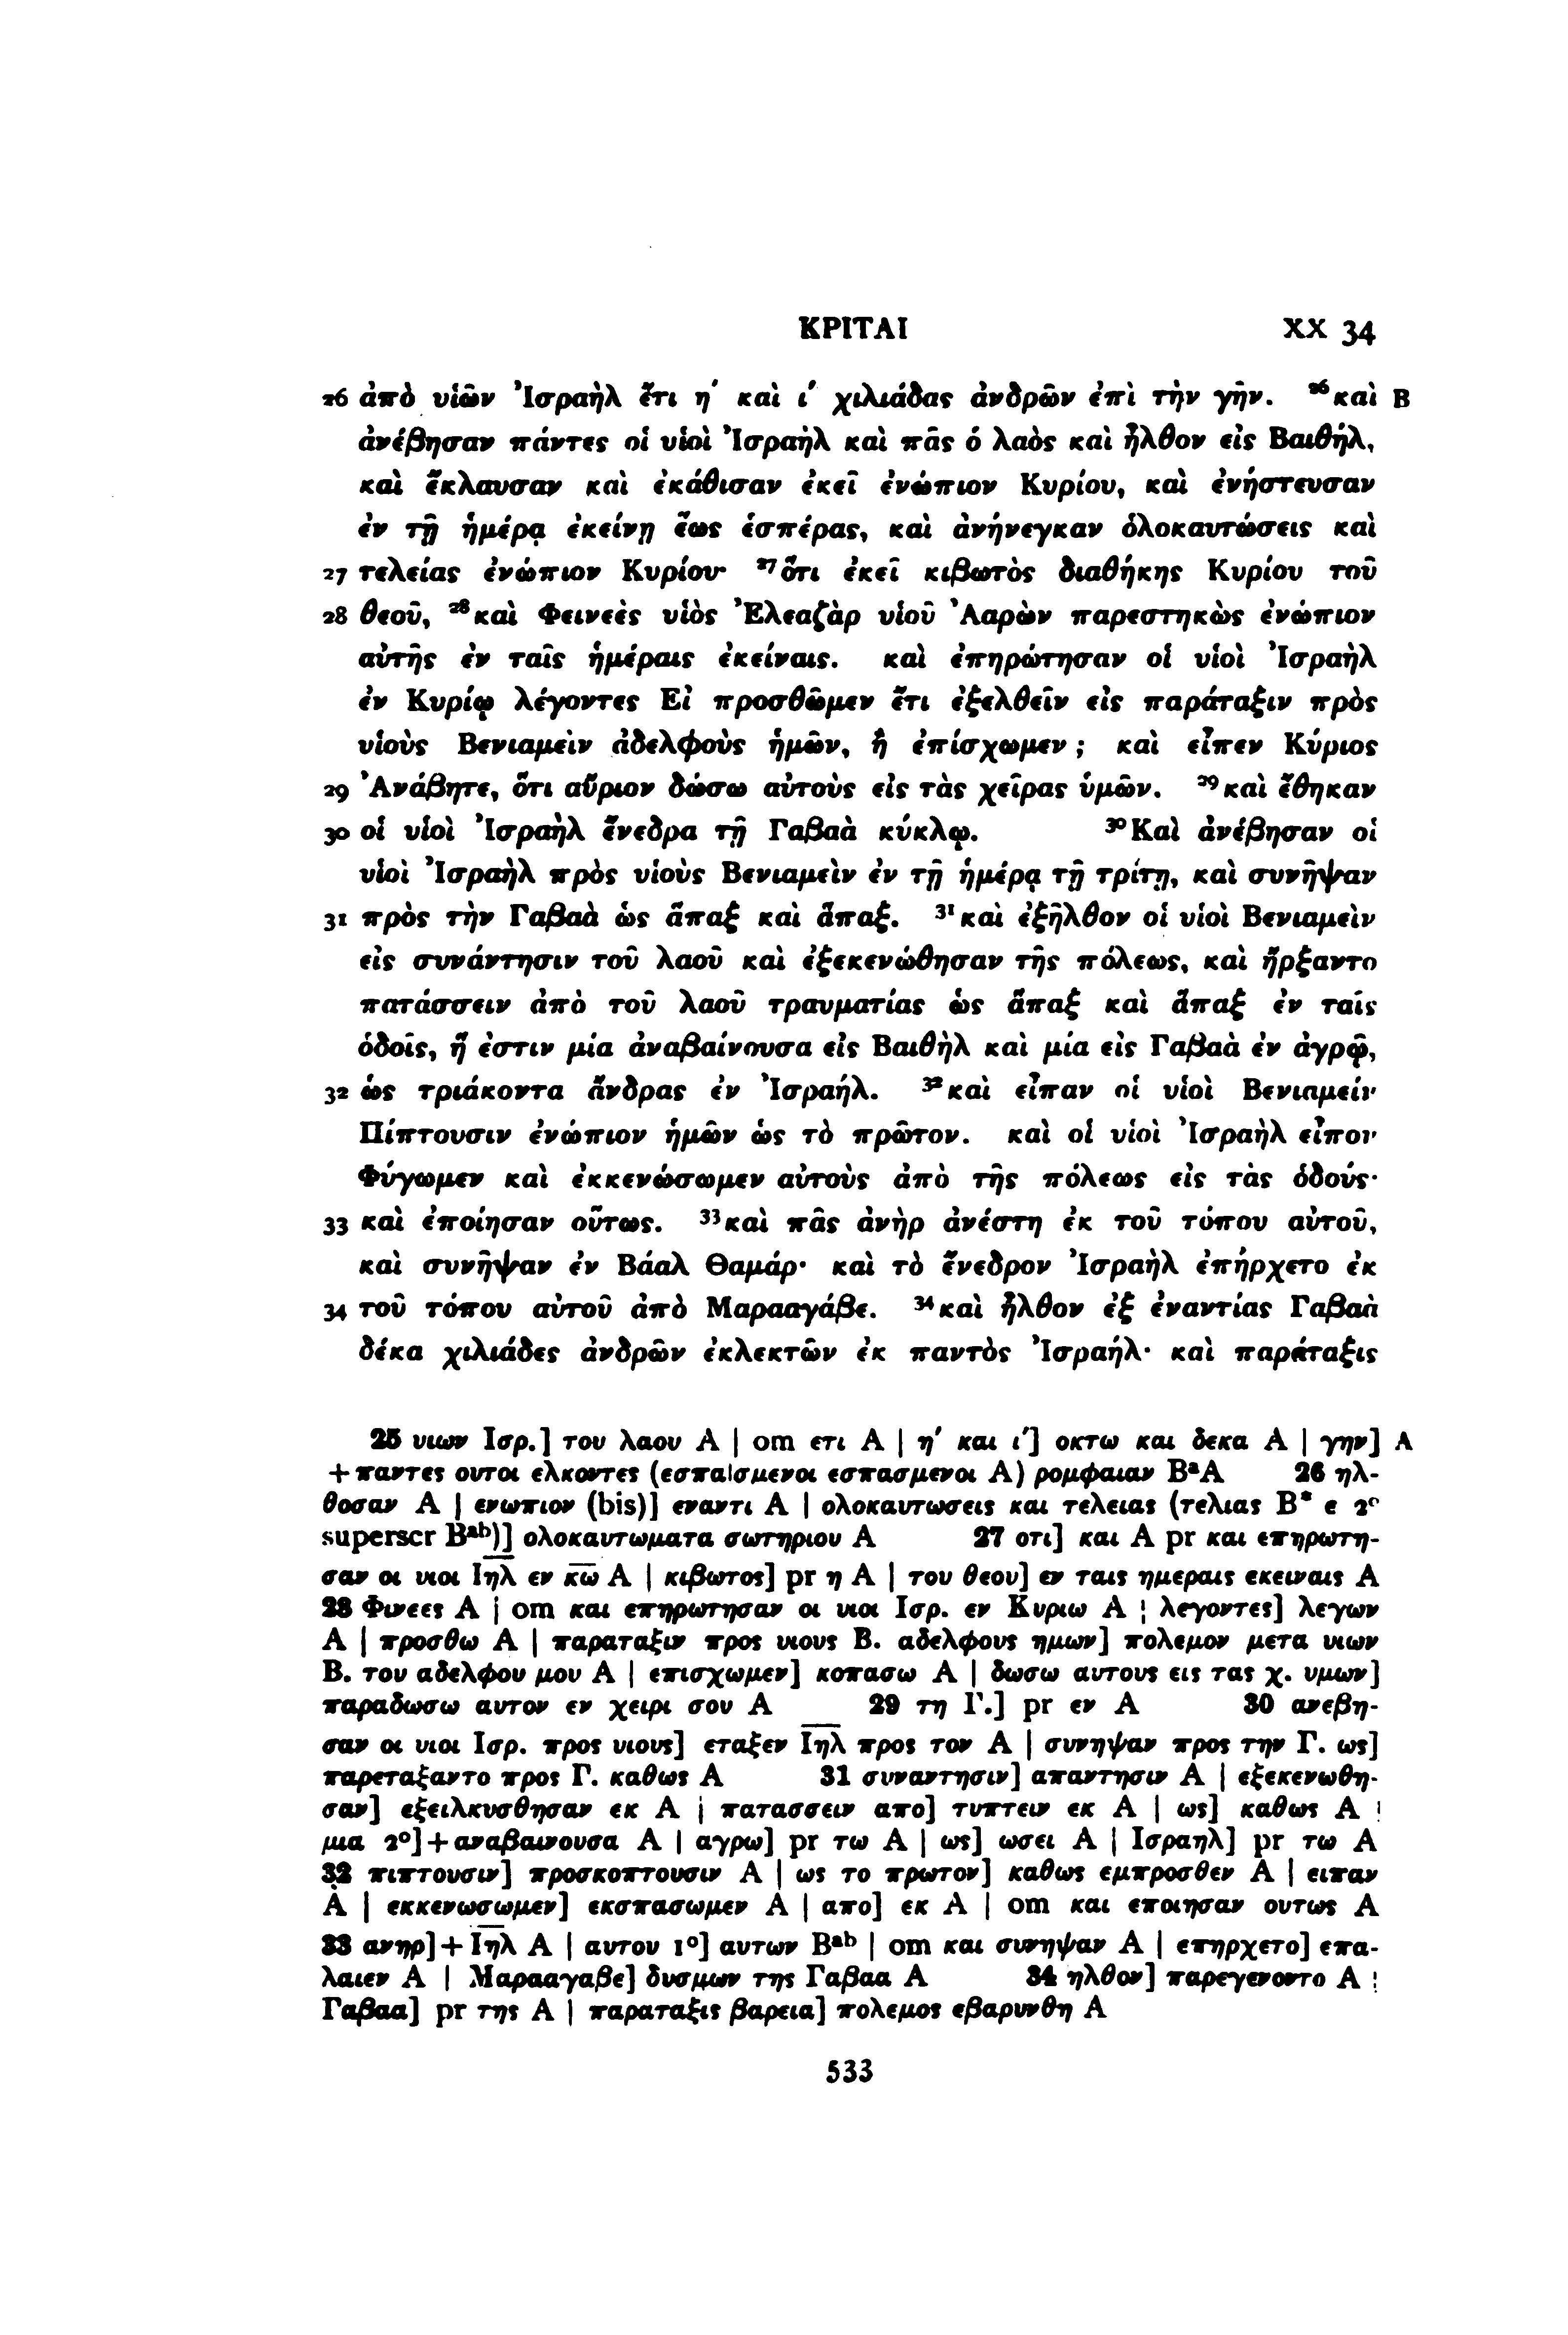 ΚΡΙΤΑΙ XX 34
26 ἀπὸ υἱῶν Ἰσραὴλ ἔτι η΄ καὶ ι΄ χιλιάδας ἀνδρῶν ἐπὶ τὴν γῆν. ²⁶καὶ B
ἀνέβησαν πάντες οἱ υἱοὶ Ἰσραὴλ καὶ πᾶς ὁ λαὸς καὶ ἦλθον εἰς Βαιθήλ,
καὶ ἔκλαυσαν καὶ ἐκάθισαν ἐκεῖ ἐνώπιον Κυρίου, καὶ ἐνήστευσαν
ἐν τῇ ἡμέρᾳ ἐκείνῃ ἕως ἑσπέρας, καὶ ἀνήνεγκαν ὁλοκαυτώσεις καὶ
27 τελείας ἐνώπιον Κυρίου· ²⁷ὅτι ἐκεῖ κιβωτὸς διαθήκης Κυρίου τοῦ
28 θεοῦ, ²⁸καὶ Φεινεὲς υἱὸς Ἐλεαζὰρ υἱοῦ Ἀαρὼν παρεστηκὼς ἐνώπιον
αὐτῆς ἐν ταῖς ἡμέραις ἐκείναις. καὶ ἐπηρώτησαν οἱ υἱοὶ Ἰσραὴλ
ἐν Κυρίῳ λέγοντες Εἰ προσθῶμεν ἔτι ἐξελθεῖν εἰς παράταξιν πρὸς
υἱοὺς Βενιαμεὶν ἀδελφοὺς ἡμῶν, ἢ ἐπίσχωμεν; καὶ εἶπεν Κύριος
29 Ἀνάβητε, ὅτι αὔριον δώσω αὐτοὺς εἰς τὰς χεῖρας ὑμῶν. ²⁹καὶ ἔθηκαν
30 οἱ υἱοὶ Ἰσραὴλ ἔνεδρα τῇ Γαβαὰ κύκλῳ. ³⁰Καὶ ἀνέβησαν οἱ
υἱοὶ Ἰσραὴλ πρὸς υἱοὺς Βενιαμεὶν ἐν τῇ ἡμέρᾳ τῇ τρίτῃ, καὶ συνῆψαν
31 πρὸς τὴν Γαβαὰ ὡς ἅπαξ καὶ ἅπαξ. ³¹καὶ ἐξῆλθον οἱ υἱοὶ Βενιαμεὶν
εἰς συνάντησιν τοῦ λαοῦ καὶ ἐξεκενώθησαν τῆς πόλεως, καὶ ἤρξαντο
πατάσσειν ἀπὸ τοῦ λαοῦ τραυματίας ὡς ἅπαξ καὶ ἅπαξ ἐν ταῖς
ὁδοῖς, ἥ ἐστιν μία ἀναβαίνουσα εἰς Βαιθὴλ καὶ μία εἰς Γαβαὰ ἐν ἀγρῷ,
32 ὡς τριάκοντα ἄνδρας ἐν Ἰσραήλ. ³²καὶ εἶπαν οἱ υἱοὶ Βενιαμείν
Πίπτουσιν ἐνώπιον ἡμῶν ὡς τὸ πρῶτον. καὶ οἱ υἱοὶ Ἰσραὴλ εἶπον
Φύγωμεν καὶ ἐκκενώσωμεν αὐτοὺς ἀπὸ τῆς πόλεως εἰς τὰς ὁδούς·
33 καὶ ἐποίησαν οὕτως. ³³καὶ πᾶς ἀνὴρ ἀνέστη ἐκ τοῦ τόπου αὐτοῦ,
καὶ συνῆψαν ἐν Βάαλ Θαμάρ· καὶ τὸ ἔνεδρον Ἰσραὴλ ἐπήρχετο ἐκ
34 τοῦ τόπου αὐτοῦ ἀπὸ Μαρααγάβε. ³⁴καὶ ἦλθον ἐξ ἐναντίας Γαβαὰ
δέκα χιλιάδες ἀνδρῶν ἐκλεκτῶν ἐκ παντὸς Ἰσραήλ· καὶ παράταξις
25 υιων Ισρ.] του λαου A | om ετι A | η΄ και ι΄] οκτω και δεκα A | γην] A
+παντες ουτοι ελκοντες (εσπα|σμενοι εσπασμενοι A) ρομφαιαν BᵃA 26 ηλ-
θοσαν A | ενωπιον (bis)] εναντι A | ολοκαυτωσεις και τελειας (τελιας B* ε 2º
superscr Bᵃᵇ)] ολοκαυτωματα σωτηριου A 27 οτι] και A pr και επηρωτη-
σαν οι υιοι Ιη̅λ̅ εν κ̅ω̅ A | κιβωτος] pr η A | του θεου] εν ταις ημεραις εκειναις A
28 Φινεες A | om και επηρωτησαν οι υιοι Ισρ. εν Κυριω A | λεγοντες] λεγων
A | προσθω A | παραταξιν προς υιους B. αδελφους ημων] πολεμον μετα υιων
B. του αδελφου μου A | επισχωμεν] κοπασω A | δωσω αυτους εις τας χ. υμων]
παραδωσω αυτον εν χειρι σου A 29 τη Γ.] pr εν A 30 ανεβη-
σαν οι υιοι Ισρ. προς υιους] εταξεν Ιη̅λ̅ προς τον A | συνηψαν προς την Γ. ως]
παρεταξαντο προς Γ. καθως A 31 συναντησιν] απαντησιν A | εξεκενωθη-
σαν] εξειλκυσθησαν εκ A | πατασσειν απο] τυπτειν εκ A | ως] καθως A |
μια 2º]+αναβαινουσα A | αγρω] pr τω A | ως] ωσει A | Ισραηλ] pr τω A
32 πιπτουσιν] προσκοπτουσιν A | ως το πρωτον] καθως εμπροσθεν A | ειπαν
A | εκκενωσωμεν] εκσπασωμεν A | απο] εκ A | om και εποιησαν ουτως A
33 ανηρ]+Ιη̅λ̅ A | αυτου 1º] αυτων Bᵃᵇ | om και συνηψαν A | επηρχετο] επα-
λαιεν A | Μαρααγαβε] δυσμων της Γαβαα A 34 ηλθον] παρεγενοντο A |
Γαβαα] pr της A | παραταξις βαρεια] πολεμος εβαρυνθη A
533